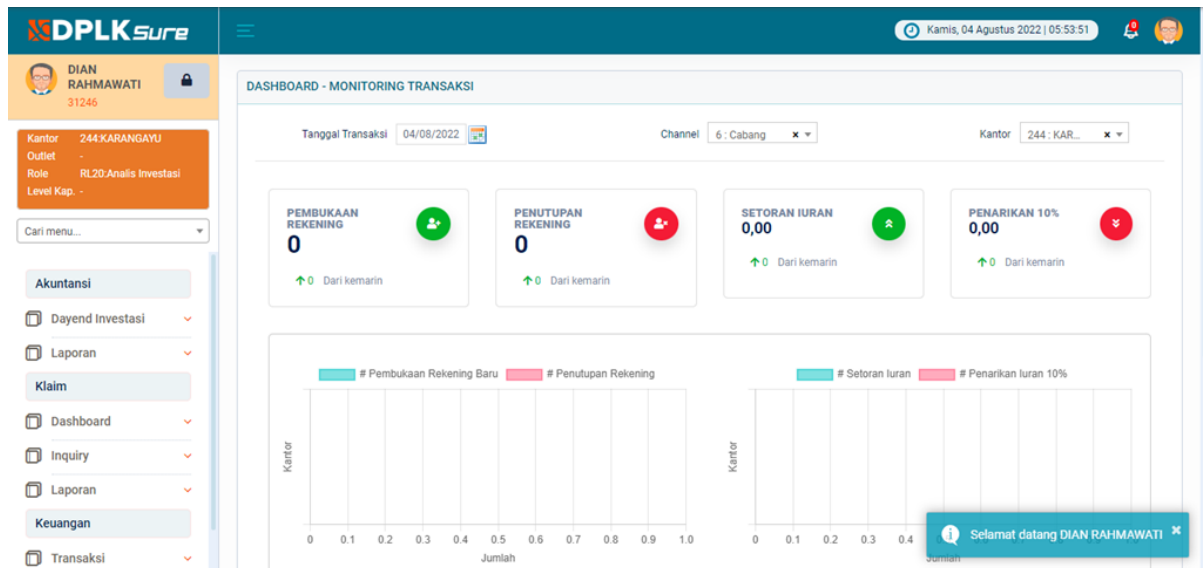 DPLKSure
Kamis, 04 Agustus 2022 | 05:53:51
DIAN
RAHMAWATI
31246
Kantor 244:KARANGAYU
Outlet -
Role RL20:Analis Investasi
Level Kap. -
Cari menu...
Akuntansi
Dayend Investasi
Laporan
Klaim
Dashboard
Inquiry
Laporan
Keuangan
Transaksi
DASHBOARD - MONITORING TRANSAKSI
Tanggal Transaksi 04/08/2022 Channel 6 : Cabang x Kantor 244 : KAR... x
PEMBUKAAN
REKENING
0
0 Dari kemarin
PENUTUPAN
REKENING
0
0 Dari kemarin
SETORAN IURAN
0,00
0 Dari kemarin
PENARIKAN 10%
0,00
0 Dari kemarin
# Pembukaan Rekening Baru # Penutupan Rekening
Kantor
0 0.1 0.2 0.3 0.4 0.5 0.6 0.7 0.8 0.9 1.0
Jumlah
# Setoran Iuran # Penarikan Iuran 10%
Kantor
0 0.1 0.2 0.3 0.4
Jumlah
Selamat datang DIAN RAHMAWATI ×